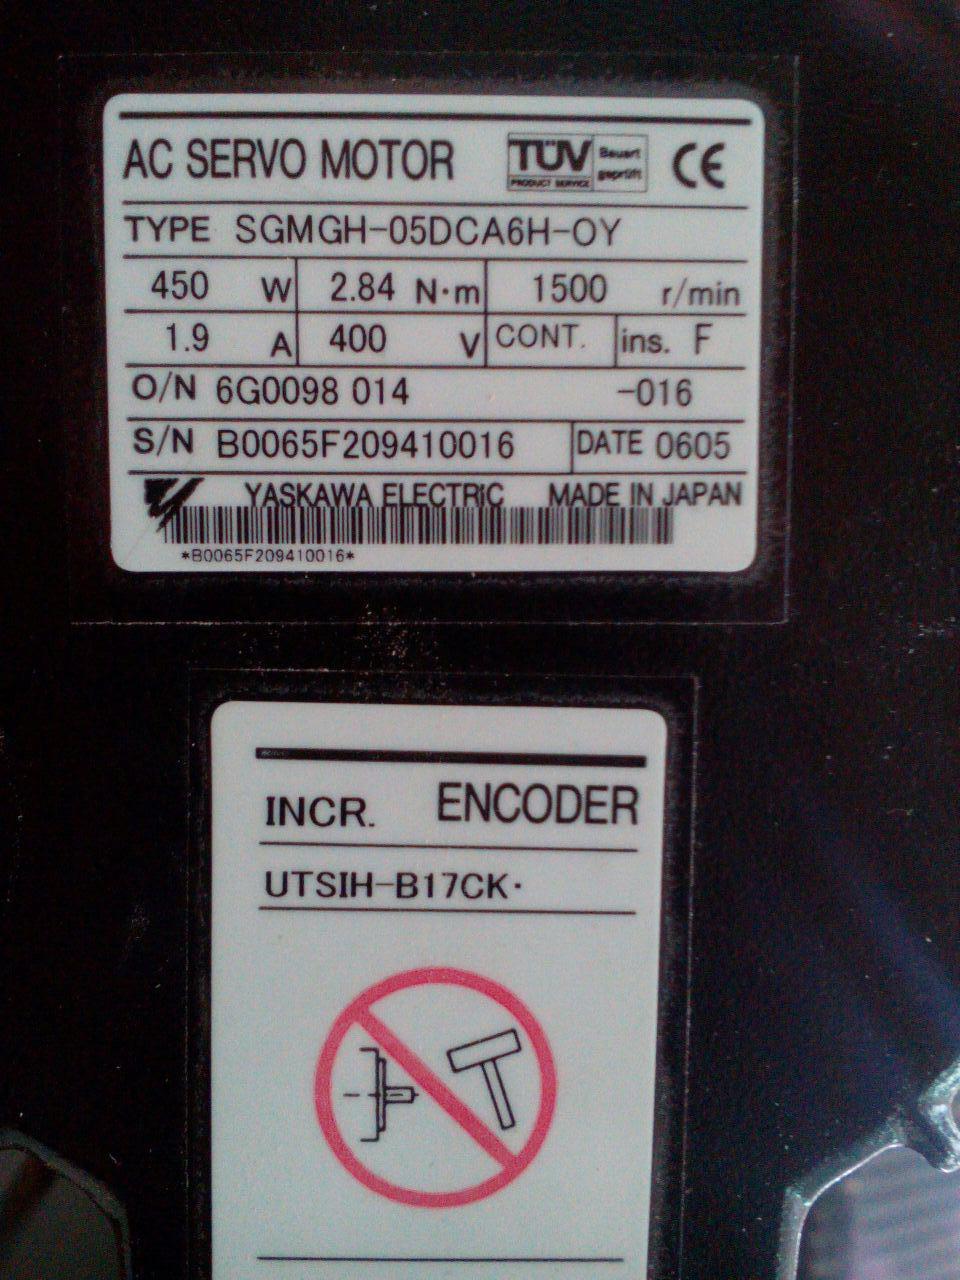 AC SERVO MOTOR TÜV PRODUCT SERVICE Bauart geprüft CE
TYPE SGMGH-05DCA6H-OY
450 W 2.84 N·m 1500 r/min
1.9 A 400 V CONT. ins. F
O/N 6G0098 014 -016
S/N B0065F209410016 DATE 0605
YASKAWA ELECTRIC MADE IN JAPAN
*B0065F209410016*
INCR. ENCODER
UTSIH-B17CK·